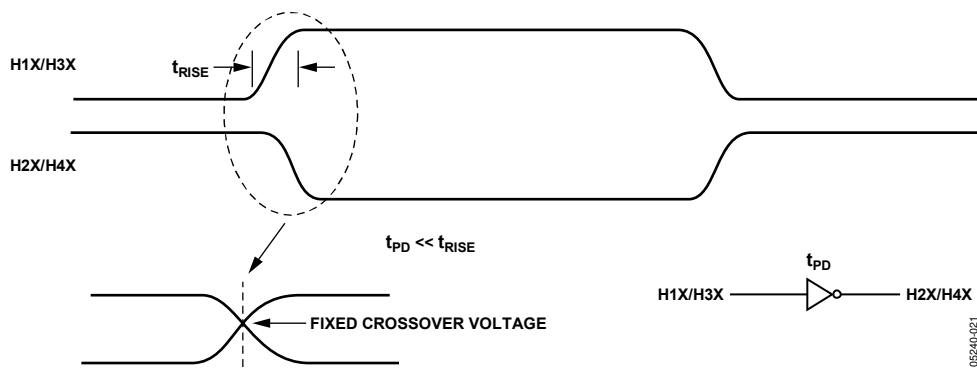 H1X/H3X
tRISE
H2X/H4X
tPD << tRISE
tPD
H1X/H3X
H2X/H4X
FIXED CROSSOVER VOLTAGE
05240-021